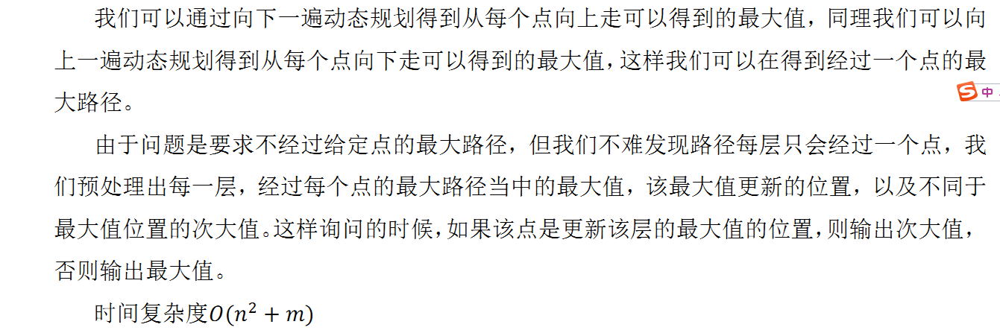 我们可以通过向下一遍动态规划得到从每个点向上走可以得到的最大值，同理我们可以向
上一遍动态规划得到从每个点向下走可以得到的最大值，这样我们可以在得到经过一个点的最
大路径。
由于问题是要求不经过给定点的最大路径，但我们不难发现路径每层只会经过一个点，我
们预处理出每一层，经过每个点的最大路径当中的最大值，该最大值更新的位置，以及不同于
最大值位置的次大值。这样询问的时候，如果该点是更新该层的最大值的位置，则输出次大值，
否则输出最大值。
时间复杂度O(n² + m)
S 中